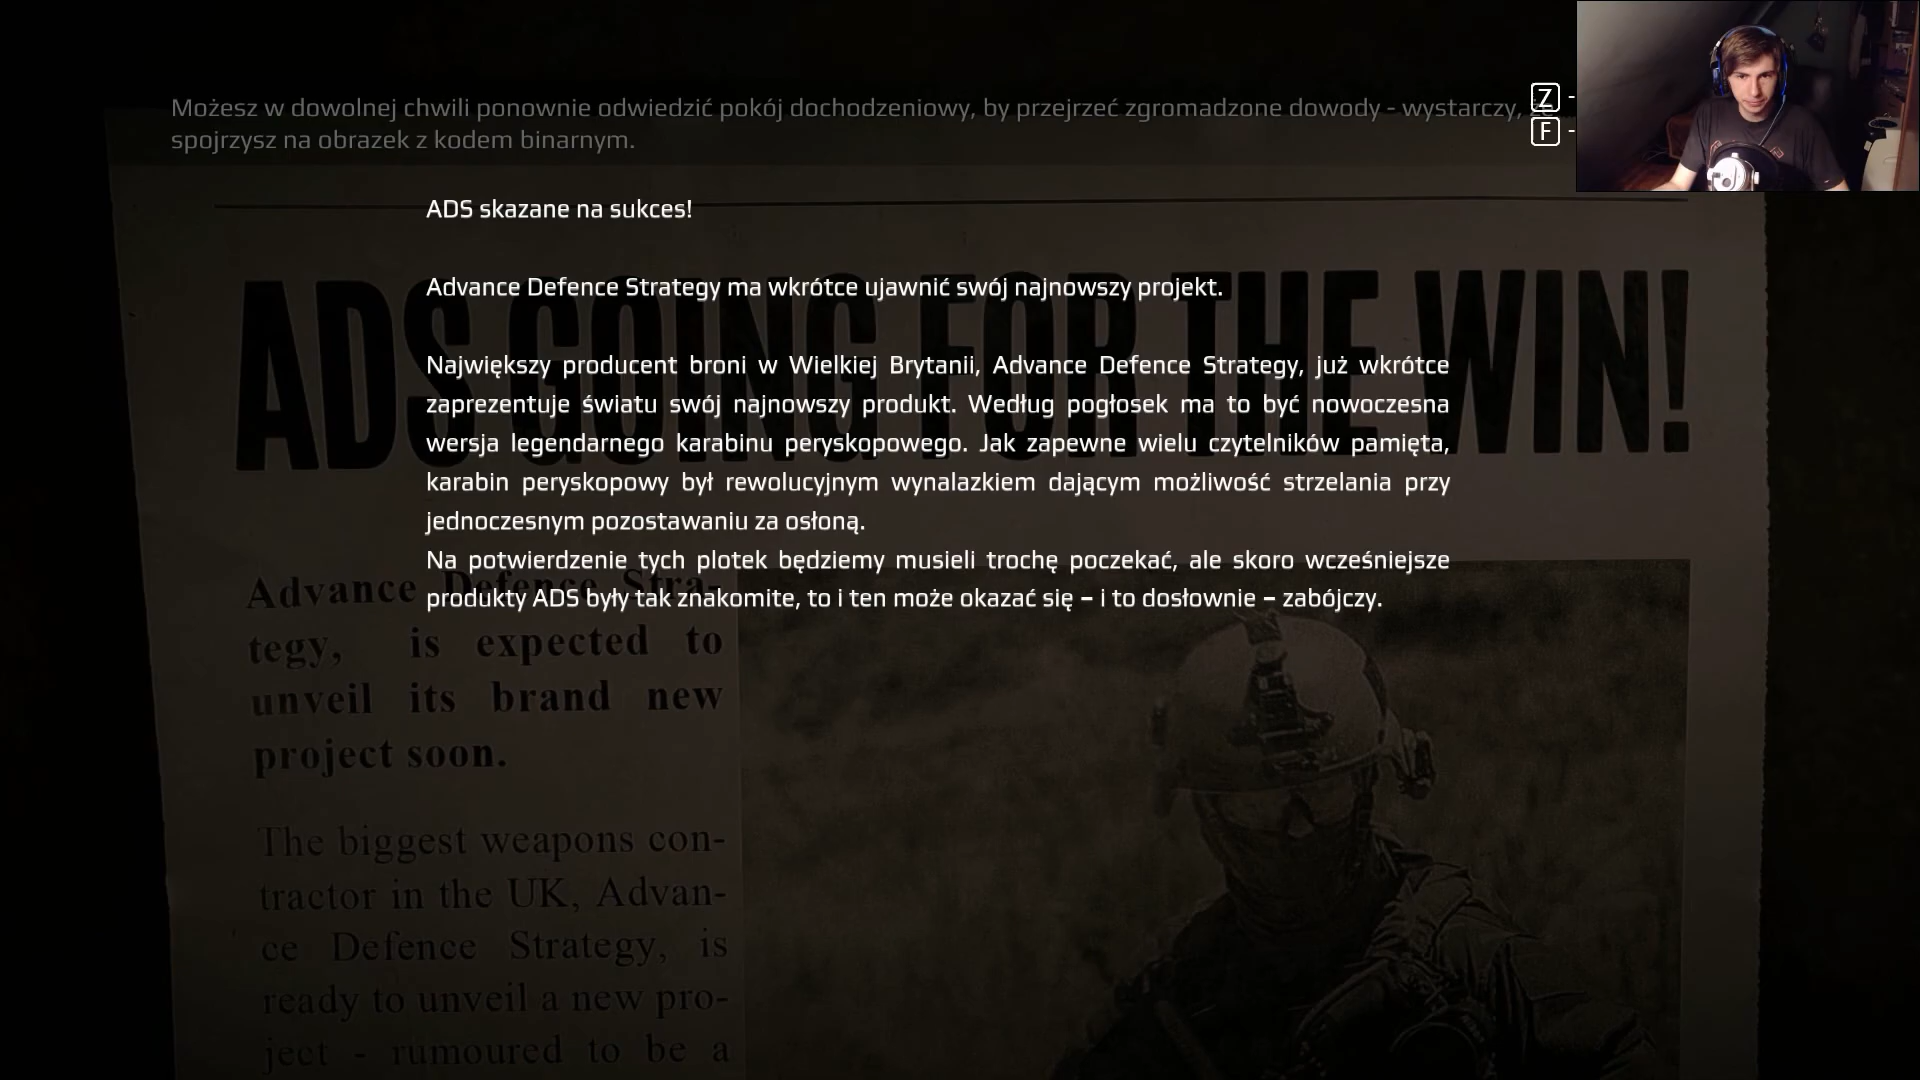 Możesz w dowolnej chwili ponownie odwiedzić pokój dochodzeniowy, by przejrzeć zgromadzone dowody - wystarczy, że
spojrzysz na obrazek z kodem binarnym.
Z -
F -
ADS skazane na sukces!
Advance Defence Strategy ma wkrótce ujawnić swój najnowszy projekt.
Największy producent broni w Wielkiej Brytanii, Advance Defence Strategy, już wkrótce
zaprezentuje światu swój najnowszy produkt. Według pogłosek ma to być nowoczesna
wersja legendarnego karabinu peryskopowego. Jak zapewne wielu czytelników pamięta,
karabin peryskopowy był rewolucyjnym wynalazkiem dającym możliwość strzelania przy
jednoczesnym pozostawaniu za osłoną.
Na potwierdzenie tych plotek będziemy musieli trochę poczekać, ale skoro wcześniejsze
produkty ADS były tak znakomite, to i ten może okazać się – i to dosłownie – zabójczy.
ADS GOING FOR THE WIN!
Advance Defence Stra-
tegy, is expected to
unveil its brand new
project soon.
The biggest weapons con-
tractor in the UK, Advan-
ce Defence Strategy, is
ready to unveil a new pro-
ject - rumoured to be a